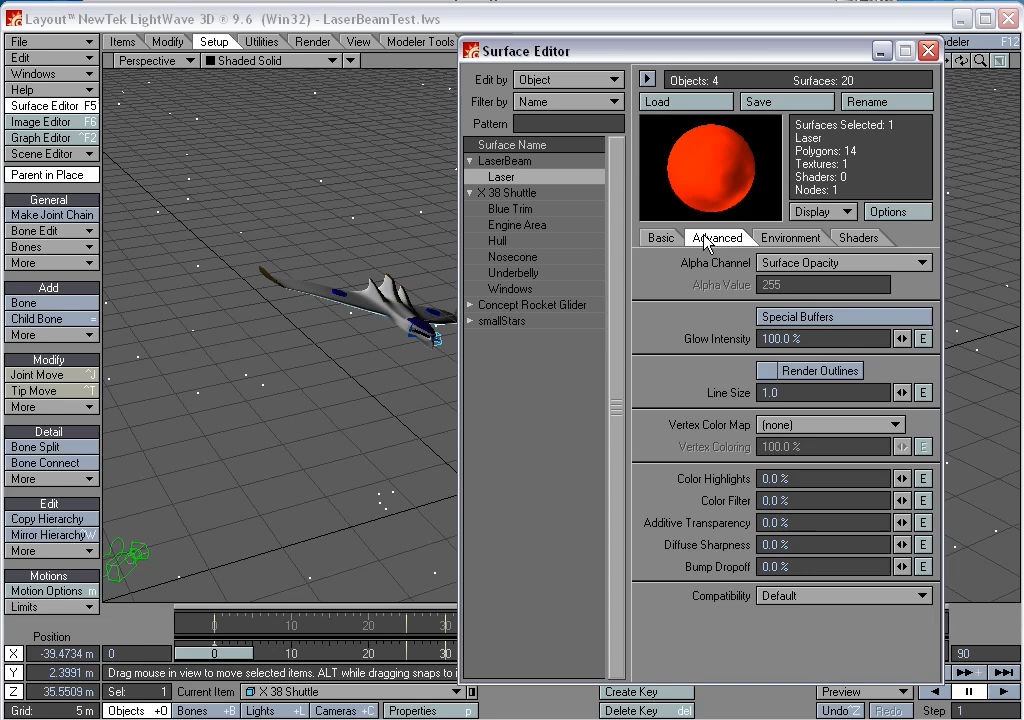 Layout™ NewTek LightWave 3D ® 9.6 (Win32) - LaserBeamTest.lws
File
Edit
Windows
Help
Surface Editor F5
Image Editor F6
Graph Editor ^F2
Scene Editor
Parent in Place
General
Make Joint Chain
Bone Edit
Bones
More
Add
Bone
Child Bone =
More
Modify
Joint Move ^J
Tip Move ^T
More
Detail
Bone Split
Bone Connect
More
Edit
Copy Hierarchy
Mirror Hierarchy W
More
Motions
Motion Options m
Limits
Items Modify Setup Utilities Render View Modeler Tools
deler F12
Perspective Shaded Solid
Surface Editor
Edit by Object
Filter by Name
Pattern
Surface Name
LaserBeam
Laser
X 38 Shuttle
Blue Trim
Engine Area
Hull
Nosecone
Underbelly
Windows
Concept Rocket Glider
smallStars
Objects: 4 Surfaces: 20
Load Save Rename
Surfaces Selected: 1
Laser
Polygons: 14
Textures: 1
Shaders: 0
Nodes: 1
Display Options
Basic Advanced Environment Shaders
Alpha Channel Surface Opacity
Alpha Value 255
Special Buffers
Glow Intensity 100.0 % E
Render Outlines
Line Size 1.0 E
Vertex Color Map (none)
Vertex Coloring 100.0 % E
Color Highlights 0.0 % E
Color Filter 0.0 % E
Additive Transparency 0.0 % E
Diffuse Sharpness 0.0 % E
Bump Dropoff 0.0 % E
Compatibility Default
0 10 20 30
Position
X -39.4734 m 0 0 10 20 30 90
Y 2.3991 m Drag mouse in view to move selected items. ALT while dragging snaps to i
Z 35.5509 m Sel: 1 Current Item X 38 Shuttle Create Key Preview
Grid: 5 m Objects +O Bones +B Lights +L Cameras +C Properties p Delete Key del Undo^Z Redo Step 1